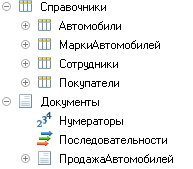 Справочники
Автомобили
МаркиАвтомобилей
Сотрудники
Покупатели
Документы
Нумераторы
Последовательности
ПродажаАвтомобилей